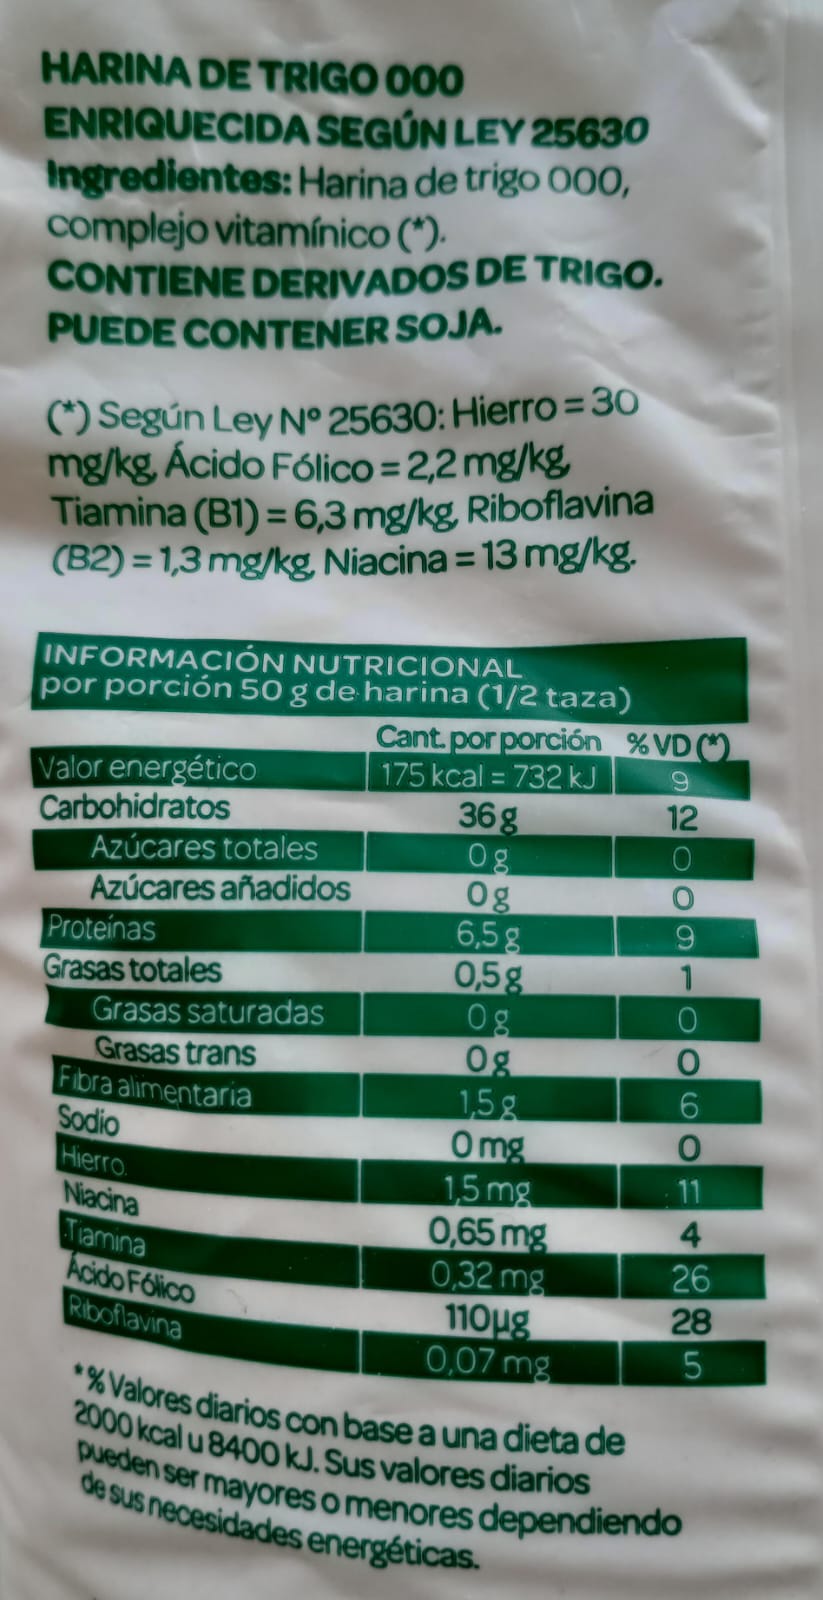 HARINA DE TRIGO 000
ENRIQUECIDA SEGÚN LEY 25630
Ingredientes: Harina de trigo 000,
complejo vitamínico (*).
CONTIENE DERIVADOS DE TRIGO.
PUEDE CONTENER SOJA.
(*) Según Ley Nº 25630: Hierro = 30
mg/kg, Ácido Fólico = 2,2 mg/kg,
Tiamina (B1) = 6,3 mg/kg, Riboflavina
(B2) = 1,3 mg/kg, Niacina = 13 mg/kg.
INFORMACIÓN NUTRICIONAL
por porción 50 g de harina (1/2 taza)
Cant. por porción % VD (*)
Valor energético 175 kcal = 732 kJ 9
Carbohidratos 36 g 12
Azúcares totales 0 g 0
Azúcares añadidos 0 g 0
Proteínas 6,5 g 9
Grasas totales 0,5 g 1
Grasas saturadas 0 g 0
Grasas trans 0 g 0
Fibra alimentaria 1,5 g 6
Sodio 0 mg 0
Hierro 1,5 mg 11
Niacina 0,65 mg 4
Tiamina 0,32 mg 26
Ácido Fólico 110µg 28
Riboflavina 0,07 mg 5
* % Valores diarios con base a una dieta de
2000 kcal u 8400 kJ. Sus valores diarios
pueden ser mayores o menores dependiendo
de sus necesidades energéticas.